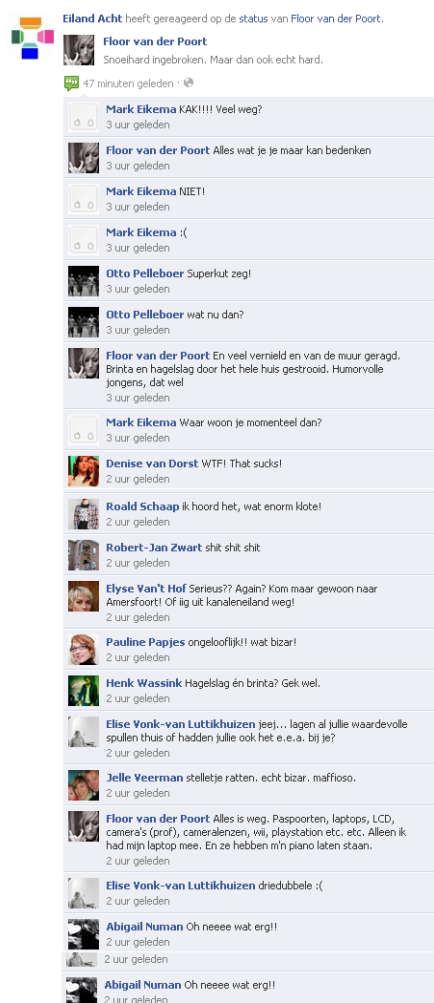 Eiland Acht heeft gereageerd op de status van Floor van der Poort.
Floor van der Poort
Snoeihard ingebroken. Maar dan ook echt hard.
47 minuten geleden ·
Mark Eikema KAK!!!! Veel weg?
3 uur geleden
Floor van der Poort Alles wat je je maar kan bedenken
3 uur geleden
Mark Eikema NIET!
3 uur geleden
Mark Eikema :(
3 uur geleden
Otto Pelleboer Superkut zeg!
3 uur geleden
Otto Pelleboer wat nu dan?
3 uur geleden
Floor van der Poort En veel vernield en van de muur geragd.
Brinta en hagelslag door het hele huis gestrooid. Humorvolle
jongens, dat wel
3 uur geleden
Mark Eikema Waar woon je momenteel dan?
3 uur geleden
Denise van Dorst WTF! That sucks!
2 uur geleden
Roald Schaap ik hoord het, wat enorm klote!
2 uur geleden
Robert-Jan Zwart shit shit shit
2 uur geleden
Elyse Van't Hof Serieus?? Again? Kom maar gewoon naar
Amersfoort! Of iig uit kanaleneiland weg!
2 uur geleden
Pauline Papjes ongelooflijk!! wat bizar!
2 uur geleden
Henk Wassink Hagelslag én brinta? Gek wel.
2 uur geleden
Elise Vonk-van Luttikhuizen jeej... lagen al jullie waardevolle
spullen thuis of hadden jullie ook het e.e.a. bij je?
2 uur geleden
Jelle Veerman stelletje ratten. echt bizar. maffioso.
2 uur geleden
Floor van der Poort Alles is weg. Paspoorten, laptops, LCD,
camera's (prof), cameralenzen, wii, playstation etc. etc. Alleen ik
had mijn laptop mee. En ze hebben m'n piano laten staan.
2 uur geleden
Elise Vonk-van Luttikhuizen driedubbele :(
2 uur geleden
Abigail Numan Oh neeee wat erg!!
2 uur geleden
2 uur geleden
Abigail Numan Oh neeee wat erg!!
2 uur geleden